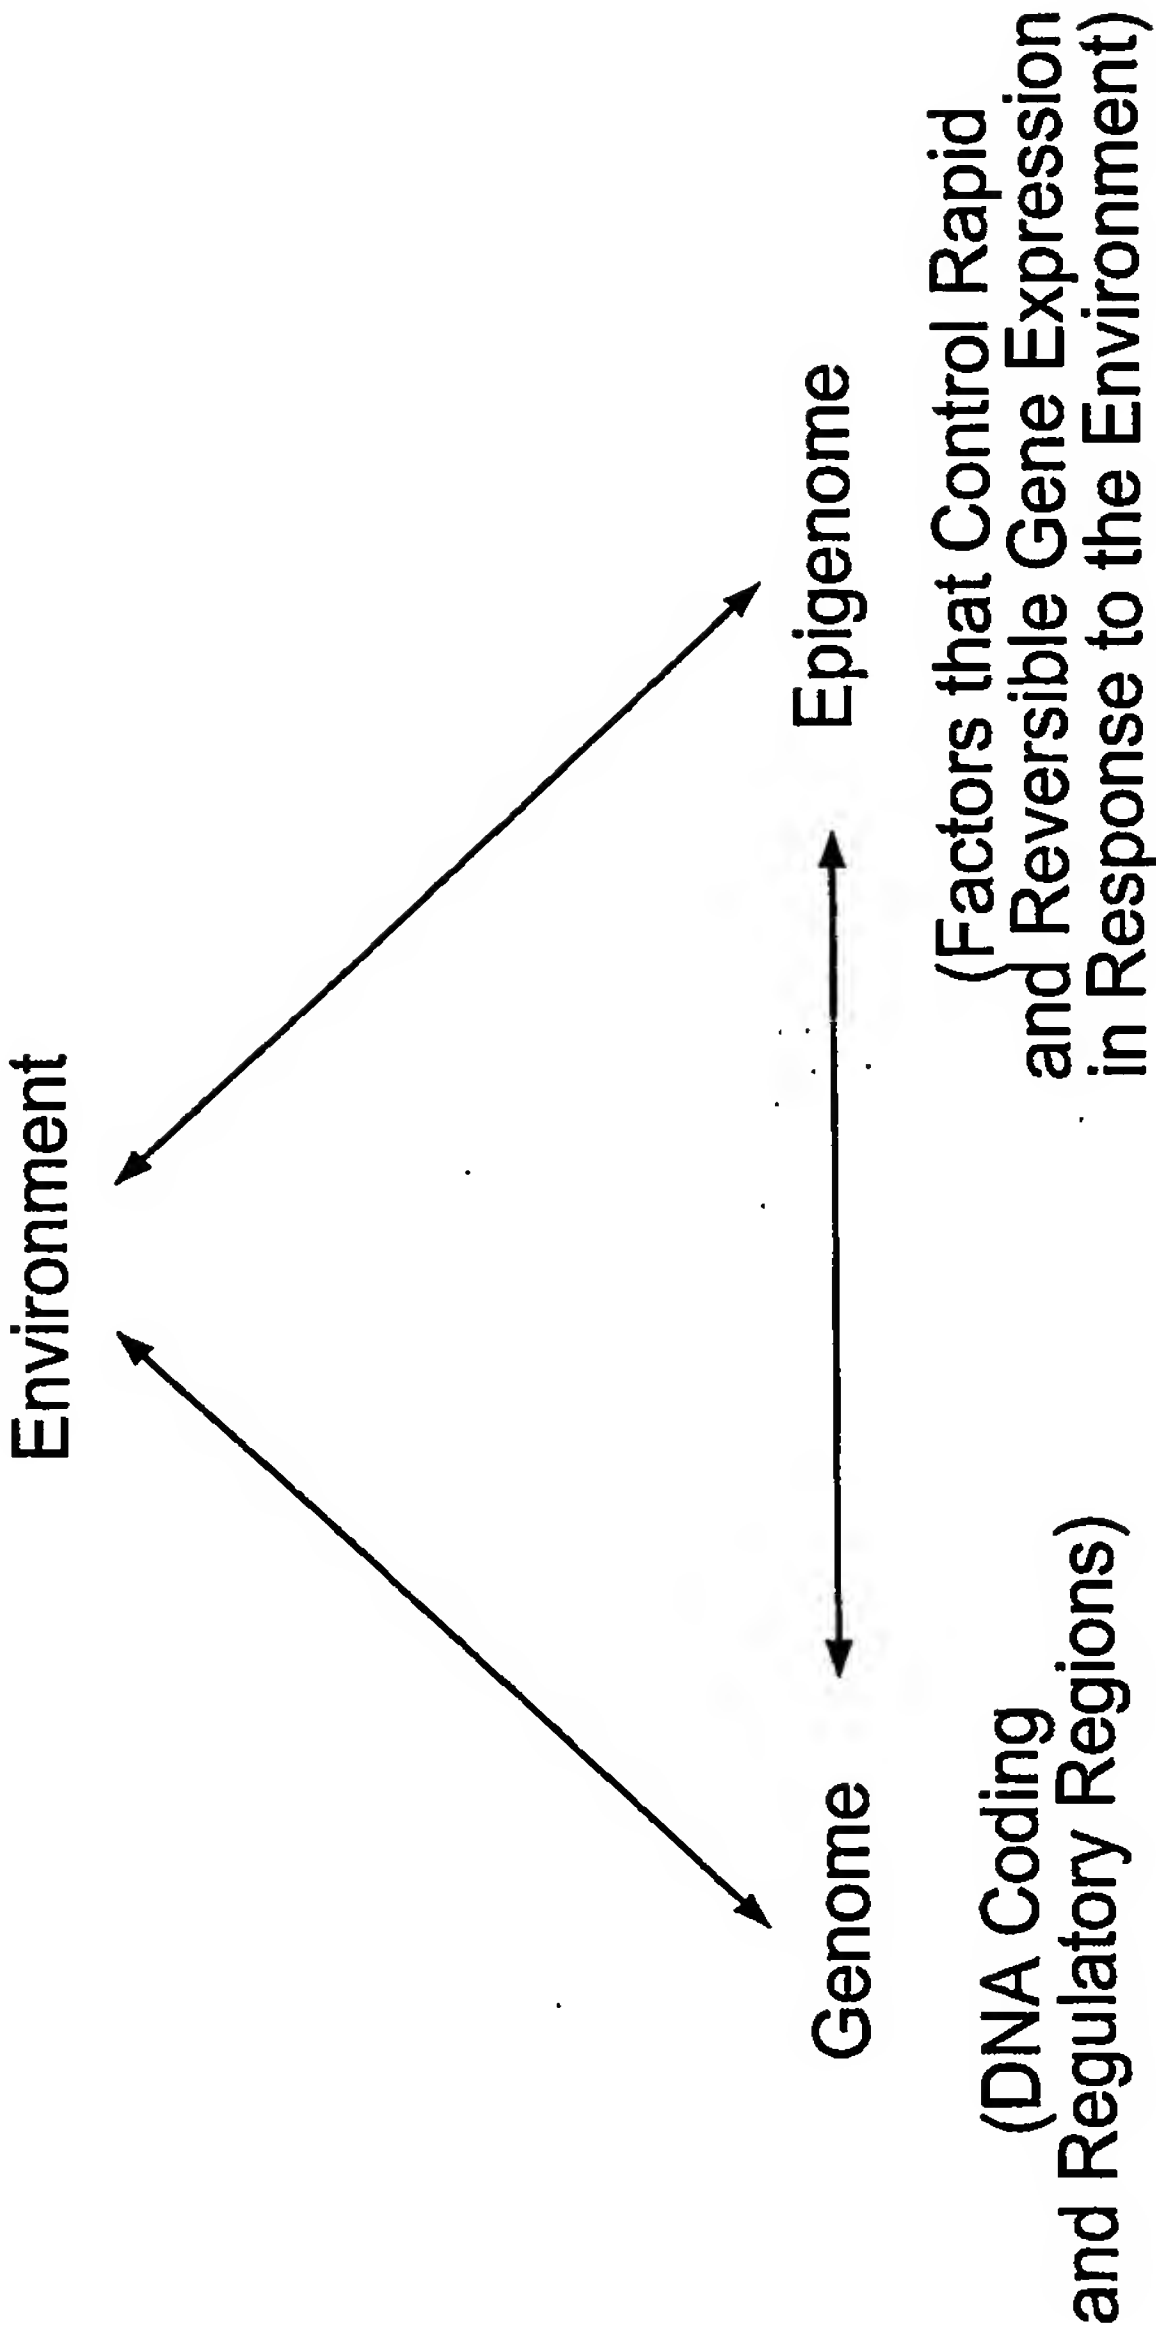 Environment
Genome
(DNA Coding
and Regulatory Regions)
Epigenome
(Factors that Control Rapid
and Reversible Gene Expression
in Response to the Environment)